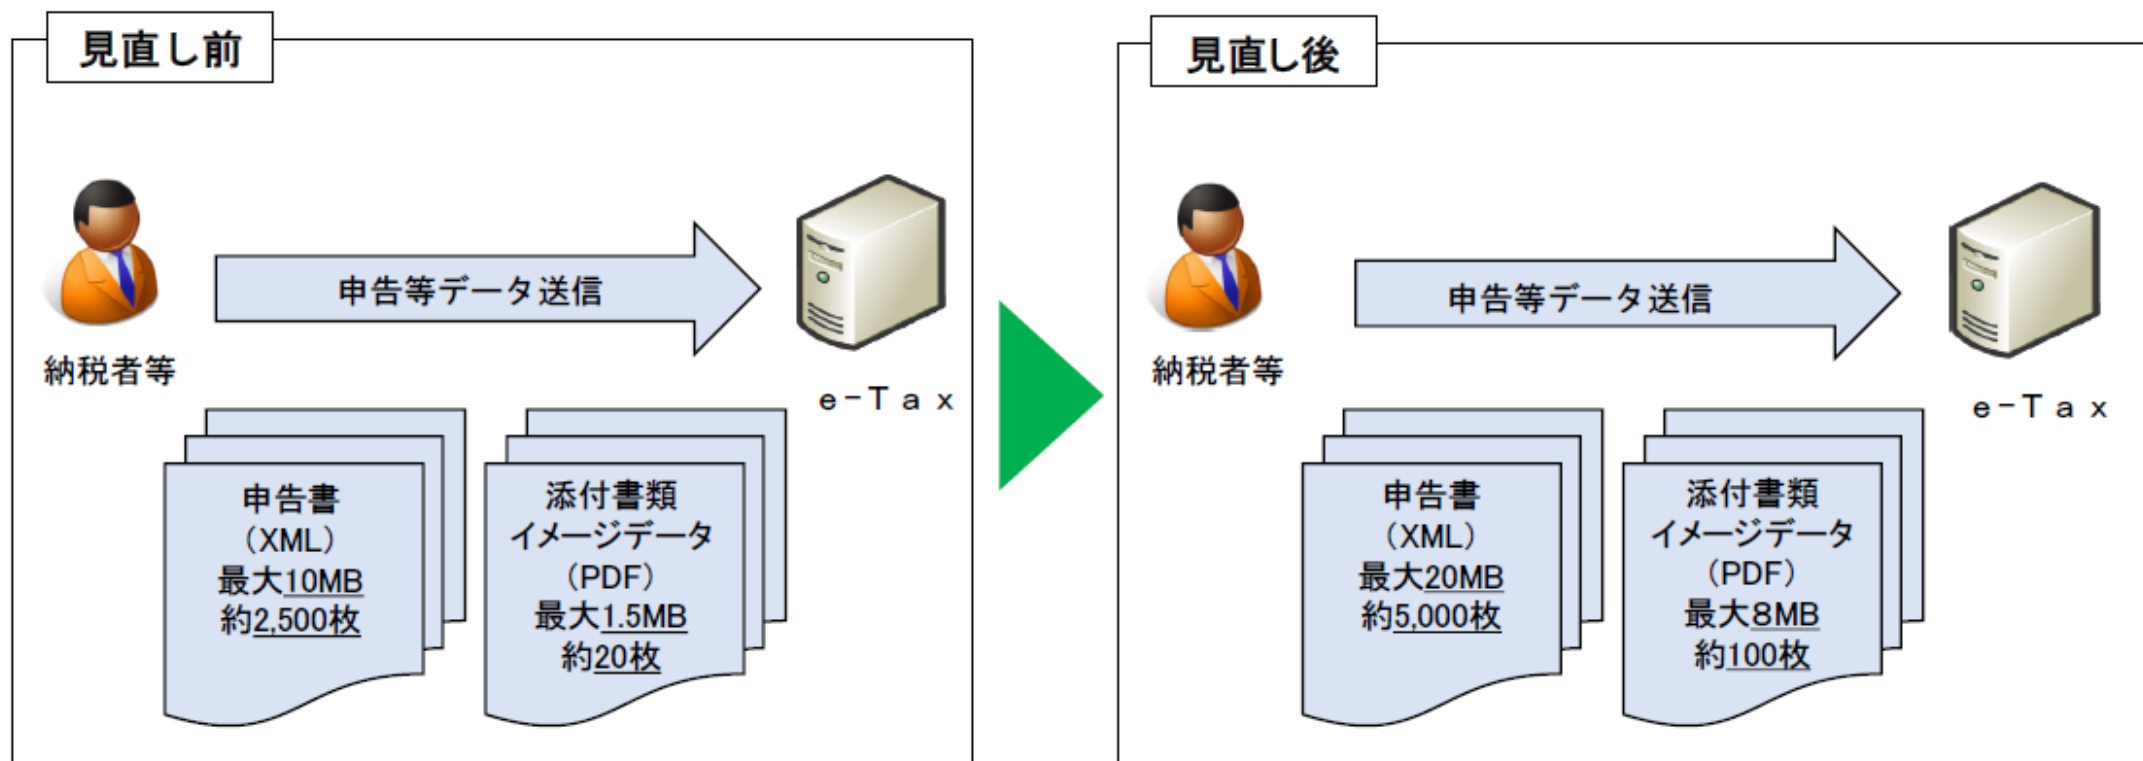 見直し前
申告等データ送信
納税者等
e-Tax
申告書
(XML)
最大10MB
約2,500枚
添付書類
イメージデータ
(PDF)
最大1.5MB
約20枚
見直し後
申告等データ送信
納税者等
e-Tax
申告書
(XML)
最大20MB
約5,000枚
添付書類
イメージデータ
(PDF)
最大8MB
約100枚